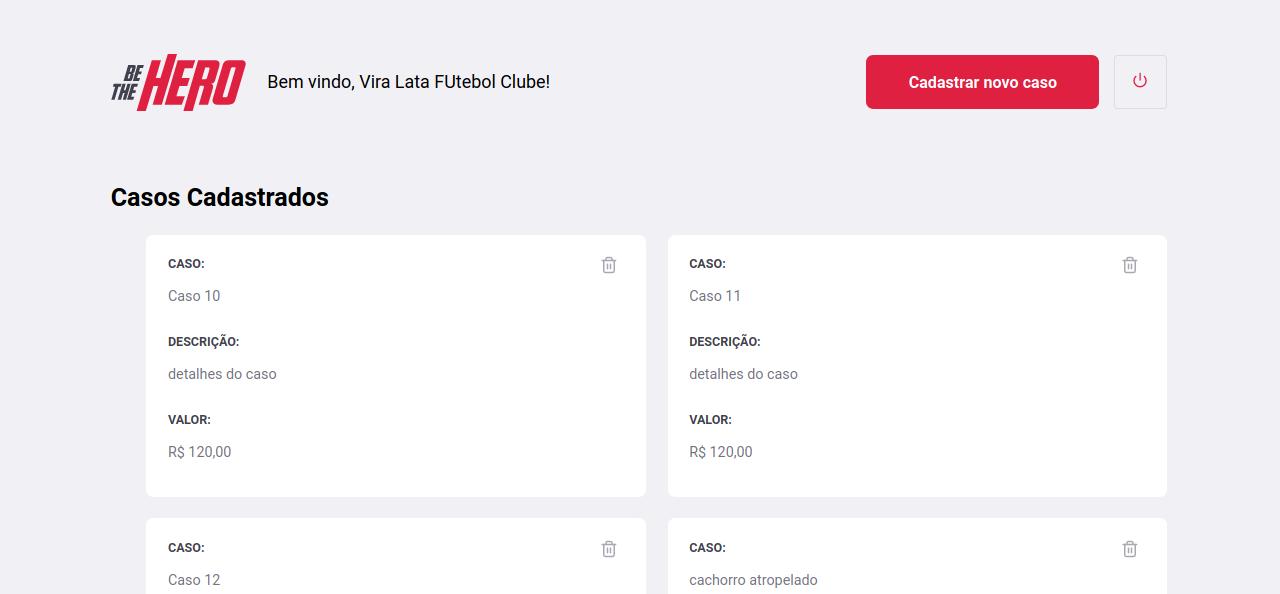 BE
THE HERO
Bem vindo, Vira Lata FUtebol Clube!
Cadastrar novo caso
Casos Cadastrados
CASO:
Caso 10
DESCRIÇÃO:
detalhes do caso
VALOR:
R$ 120,00
CASO:
Caso 11
DESCRIÇÃO:
detalhes do caso
VALOR:
R$ 120,00
CASO:
Caso 12
CASO:
cachorro atropelado